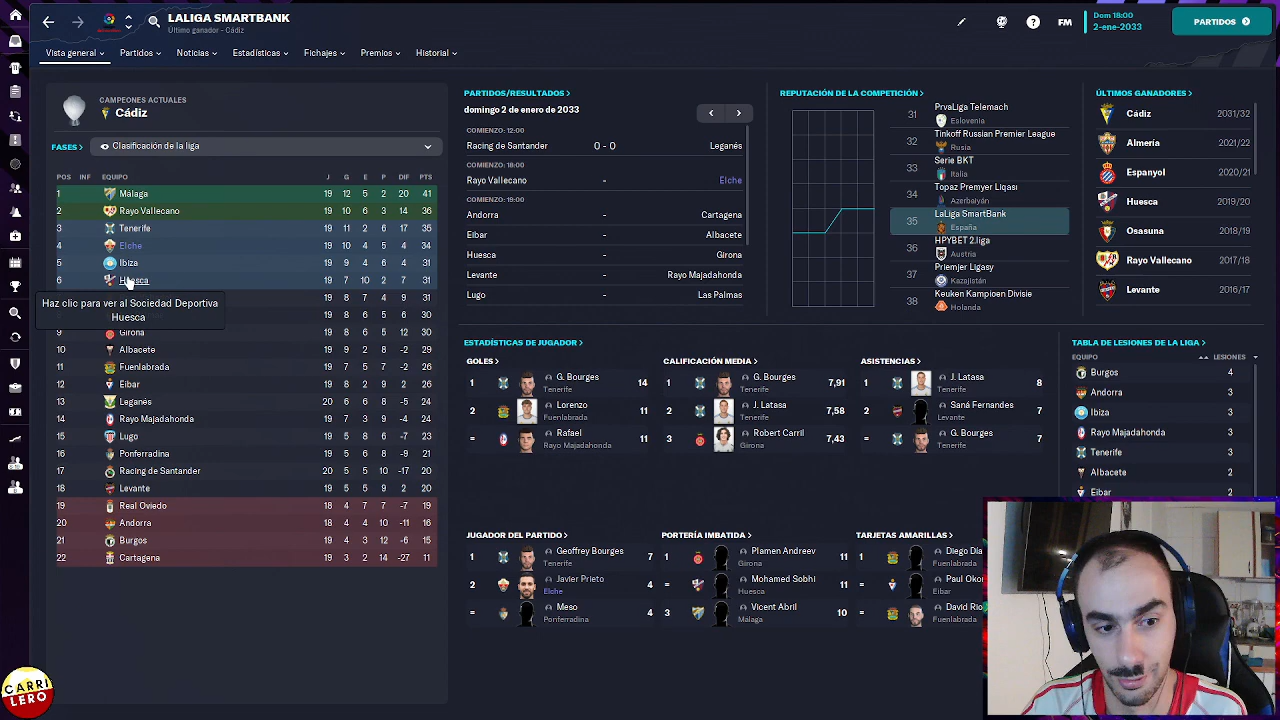 LALIGA SMARTBANK
Último ganador - Cádiz
FM
Dom 18:00
2-ene-2033
PARTIDOS
Vista general
Partidos
Noticias
Estadísticas
Fichajes
Premios
Historial
CAMPEONES ACTUALES
Cádiz
FASES
Clasificación de la liga
POS INF EQUIPO J G E P DIF PTS
1 Málaga 19 12 5 2 20 41
2 Rayo Vallecano 19 10 6 3 14 36
3 Tenerife 19 11 2 6 17 35
4 Elche 19 10 4 5 4 34
5 Ibiza 19 9 4 6 7 31
6 Huesca 19 7 10 2 6 31
19 8 7 4 9 31
8 6 5 6 30
9 Girona 19 8 6 5 12 30
10 Albacete 19 9 2 8 -2 29
11 Fuenlabrada 19 8 4 7 2 28
12 Eibar 19 8 2 9 2 26
13 Leganés 20 6 6 8 -5 24
14 Rayo Majadahonda 19 7 3 9 -4 24
15 Lugo 19 5 8 6 -7 23
16 Ponferradina 19 5 6 8 -9 21
17 Racing de Santander 20 5 5 10 -17 20
18 Levante 19 5 5 9 2 20
19 Real Oviedo 18 4 7 7 -7 19
20 Andorra 18 4 4 10 -11 16
21 Burgos 19 4 3 12 -6 15
22 Cartagena 19 3 2 14 -27 11
Haz clic para ver al Sociedad Deportiva
Huesca
PARTIDOS/RESULTADOS
domingo 2 de enero de 2033
COMIENZO: 12:00
Racing de Santander 0 - 0 Leganés
COMIENZO: 18:00
Rayo Vallecano - Elche
COMIENZO: 19:00
Andorra - Cartagena
Eibar - Albacete
Huesca - Girona
Levante - Rayo Majadahonda
Lugo - Las Palmas
REPUTACIÓN DE LA COMPETICIÓN
31 PrvaLiga Telemach
Eslovenia
32 Tinkoff Russian Premier League
Rusia
33 Serie BKT
Italia
34 Topaz Premyer Liqası
Azerbaiyán
35 LaLiga SmartBank
España
36 HPYBET 2.liga
Austria
37 Premier Ligasy
Kazajistán
38 Keuken Kampioen Divisie
Holanda
ÚLTIMOS GANADORES
Cádiz 2031/32
Almería 2021/22
Espanyol 2020/21
Huesca 2019/20
Osasuna 2018/19
Rayo Vallecano 2017/18
Levante 2016/17
ESTADÍSTICAS DE JUGADOR
GOLES
1 G. Bourges 14
Tenerife
2 Lorenzo 11
Fuenlabrada
= Rafael 11
Rayo Majadahonda
CALIFICACIÓN MEDIA
1 G. Bourges 7,91
Tenerife
2 J. Latasa 7,58
Tenerife
3 Robert Carril 7,43
Girona
ASISTENCIAS
1 J. Latasa 8
Tenerife
2 Saná Fernandes 7
Levante
= G. Bourges 7
Tenerife
TABLA DE LESIONES DE LA LIGA
EQUIPO LESIONES
Burgos 4
Andorra 3
Ibiza 3
Rayo Majadahonda 3
Tenerife 3
Albacete 2
Eibar 2
JUGADOR DEL PARTIDO
1 Geoffrey Bourges 7
Tenerife
2 Javier Prieto 4
Elche
= Meso 4
Ponferradina
PORTERÍA IMBATIDA
1 Plamen Andreev 11
Girona
= Mohamed Sobhi 11
Huesca
3 Vicent Abril 10
Málaga
TARJETAS AMARILLAS
1 Diego Día
Fuenlabrada
= Eibar
= David Rio
Fuenlabrada
CARRI
LERO